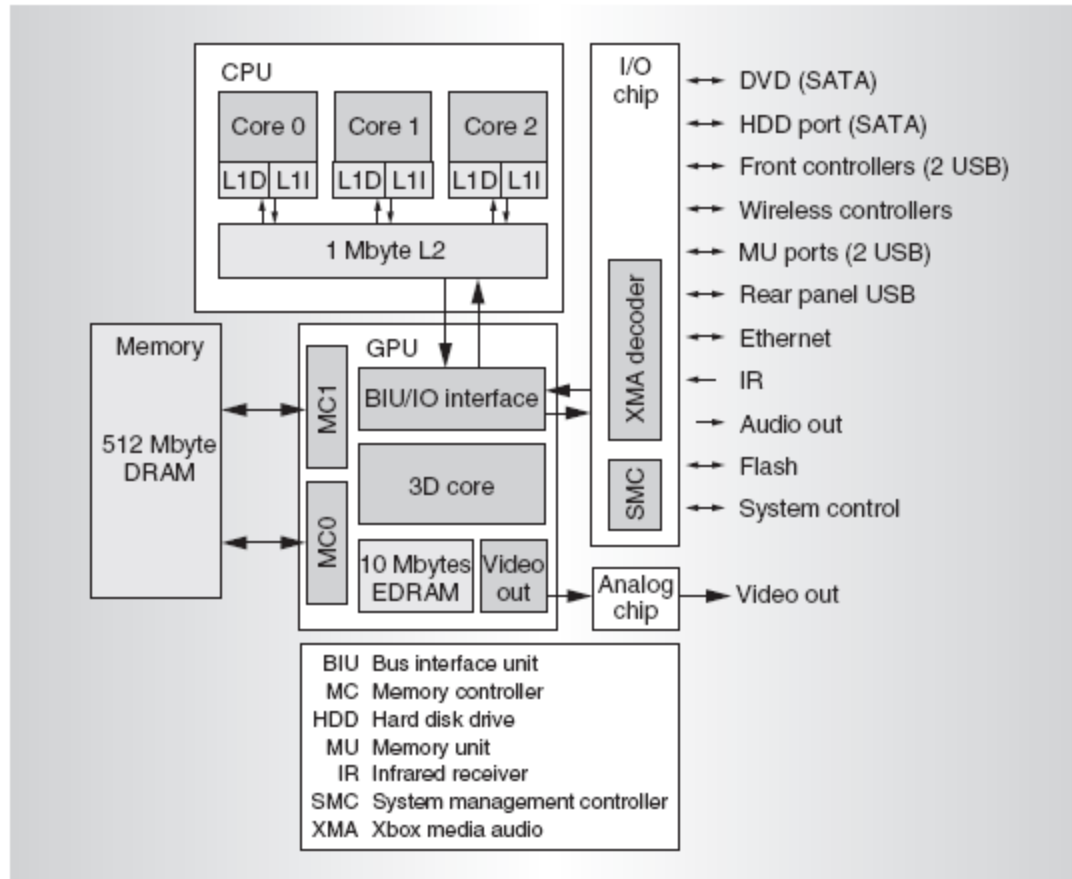 CPU
Core 0
Core 1
Core 2
L1D
L1I
L1D
L1I
L1D
L1I
1 Mbyte L2
Memory
512 Mbyte
DRAM
GPU
MC1
MC0
BIU/IO interface
3D core
10 Mbytes
EDRAM
Video
out
I/O
chip
XMA decoder
SMC
Analog
chip
DVD (SATA)
HDD port (SATA)
Front controllers (2 USB)
Wireless controllers
MU ports (2 USB)
Rear panel USB
Ethernet
IR
Audio out
Flash
System control
Video out
BIU Bus interface unit
MC Memory controller
HDD Hard disk drive
MU Memory unit
IR Infrared receiver
SMC System management controller
XMA Xbox media audio